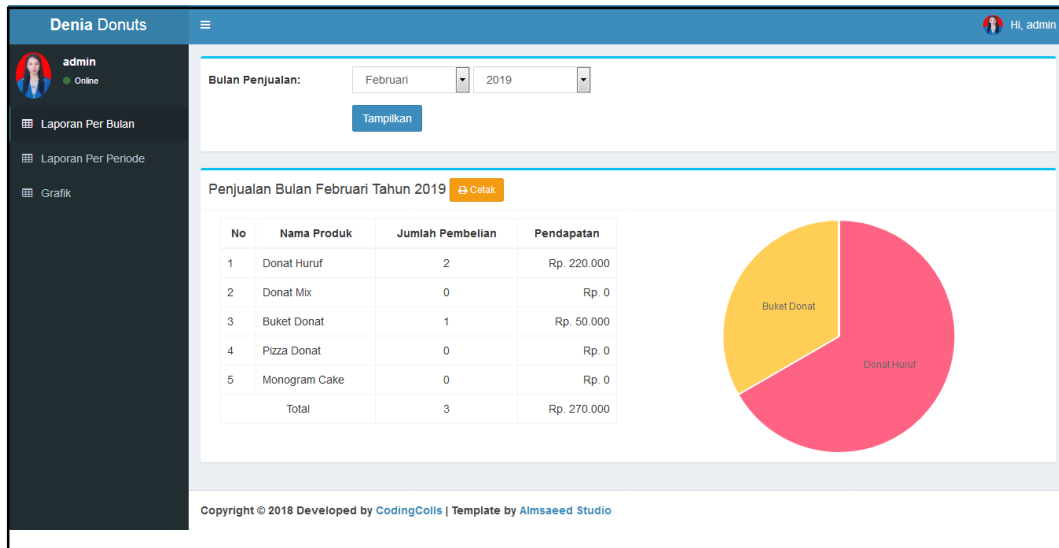 Denia Donuts
Hi, admin
admin
Online
Laporan Per Bulan
Laporan Per Periode
Grafik
Bulan Penjualan: Februari 2019
Tampilkan
Penjualan Bulan Februari Tahun 2019 Cetak
No Nama Produk Jumlah Pembelian Pendapatan
1 Donat Huruf 2 Rp. 220.000
2 Donat Mix 0 Rp. 0
3 Buket Donat 1 Rp. 50.000
4 Pizza Donat 0 Rp. 0
5 Monogram Cake 0 Rp. 0
Total 3 Rp. 270.000
Buket Donat
Donat Huruf
Copyright © 2018 Developed by CodingColls | Template by Almsaeed Studio